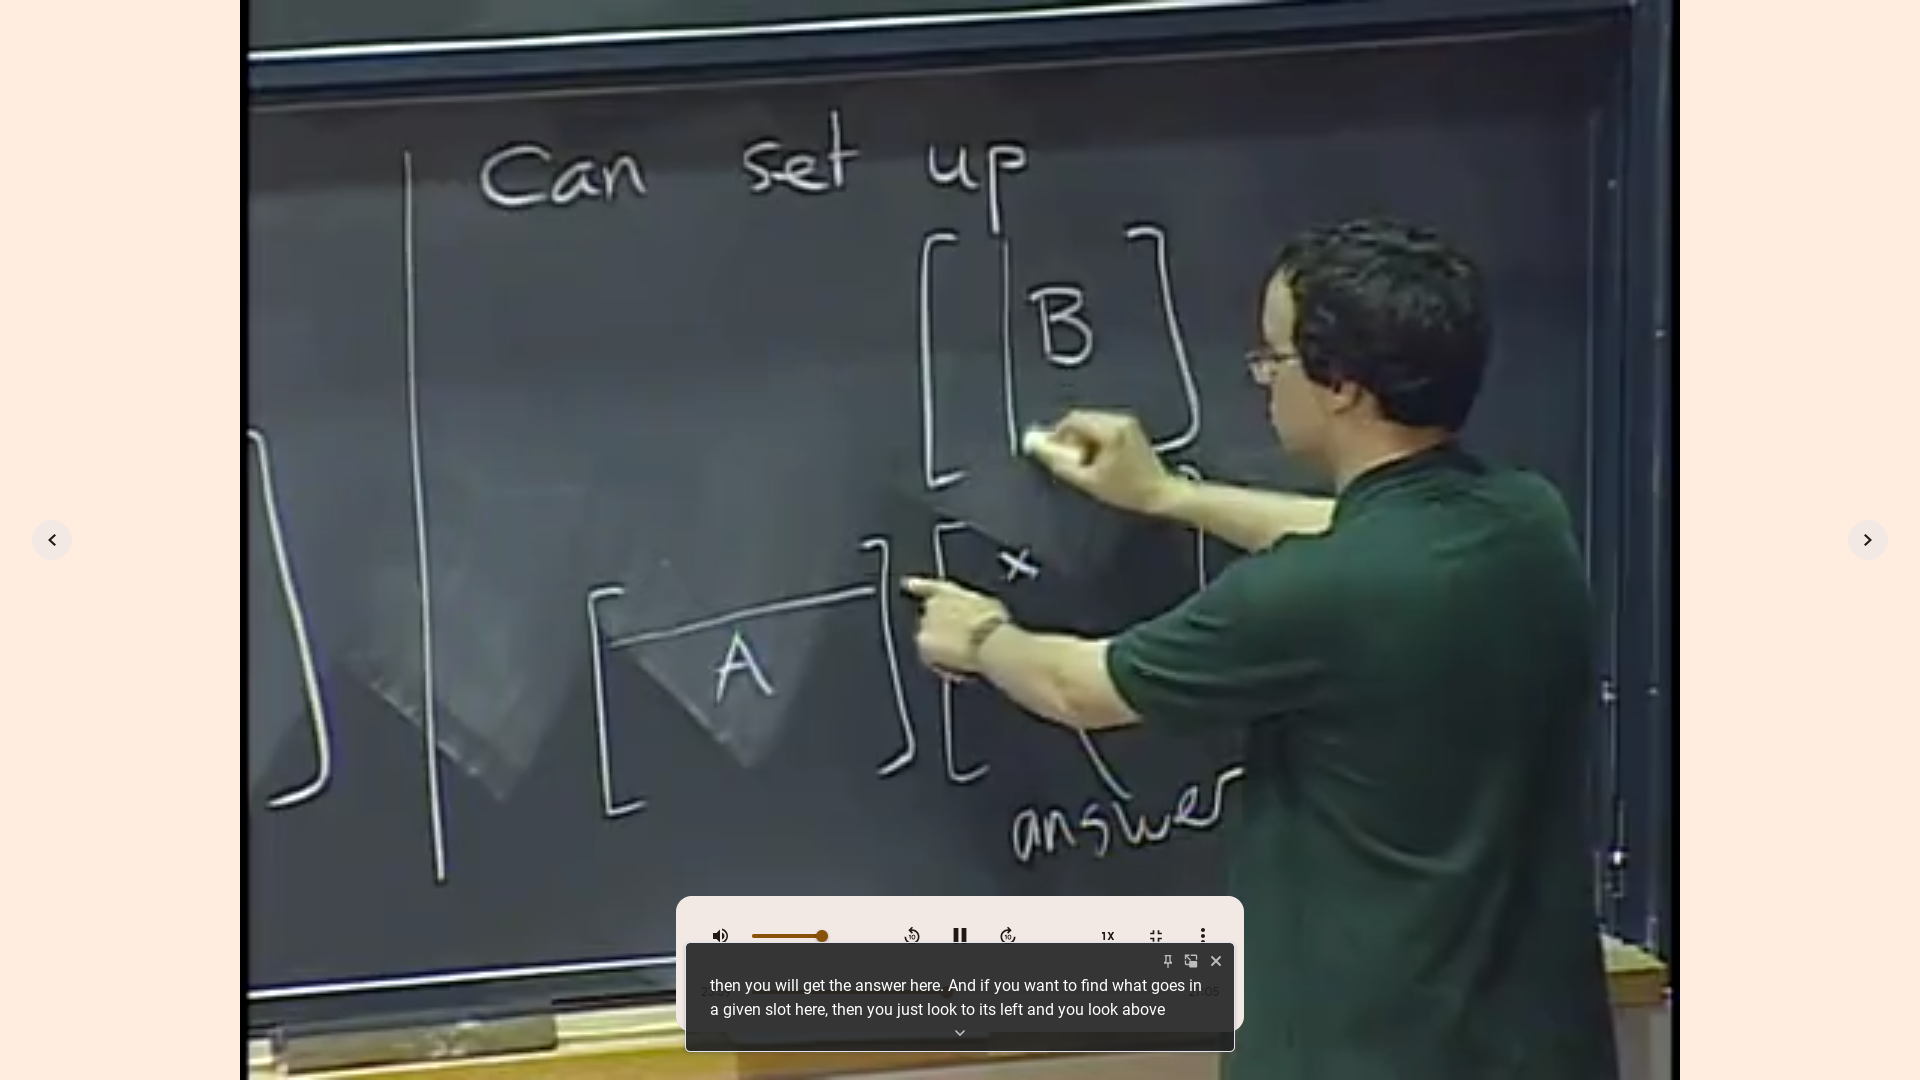 Can set up
B
x
A
answer
1X
then you will get the answer here. And if you want to find what goes in
a given slot here, then you just look to its left and you look above